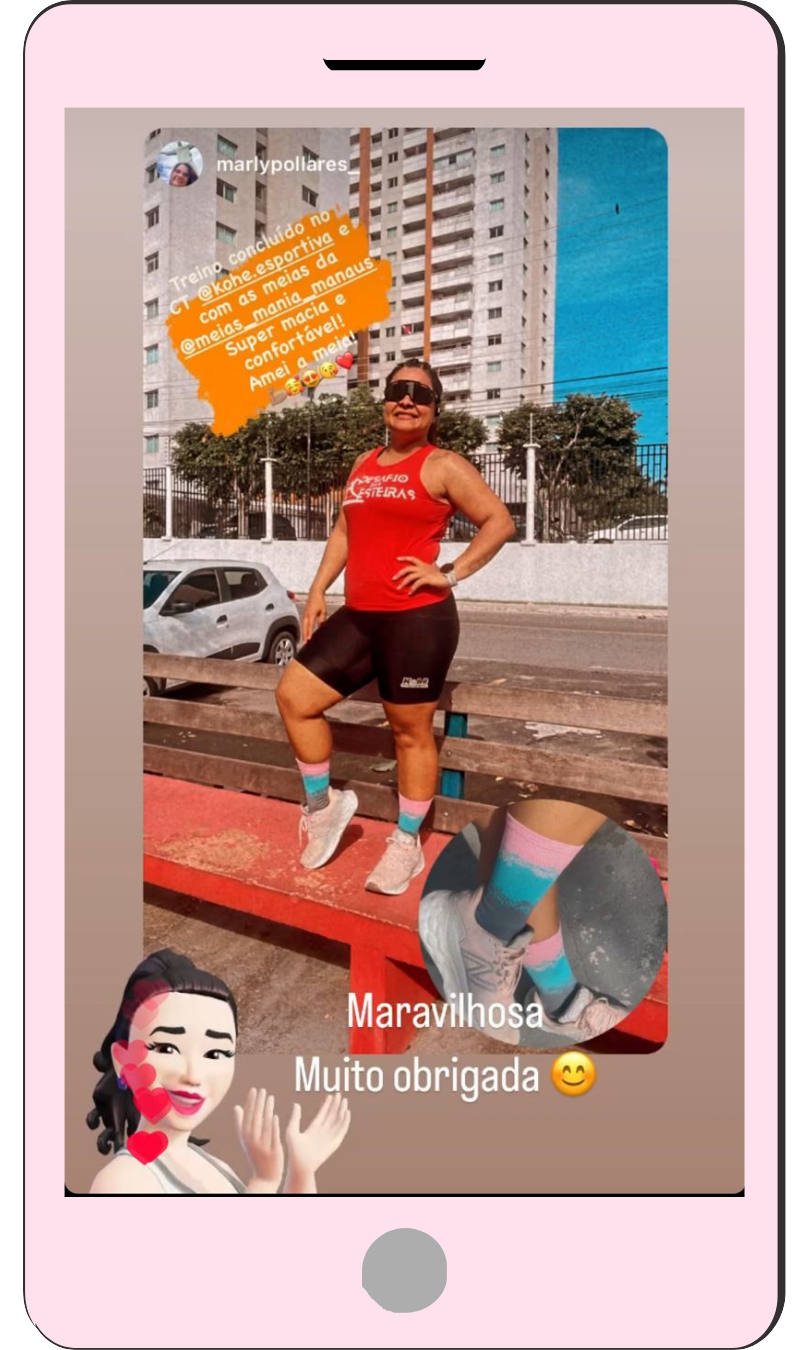 marlypollares_
Treino concluído no
CT @kohe.esportiva e
com as meias da
@meias_mania_manaus
Super macia e
confortável!
Amei a meia!
DESAFIO
ESTEIRAS
Maravilhosa
Muito obrigada